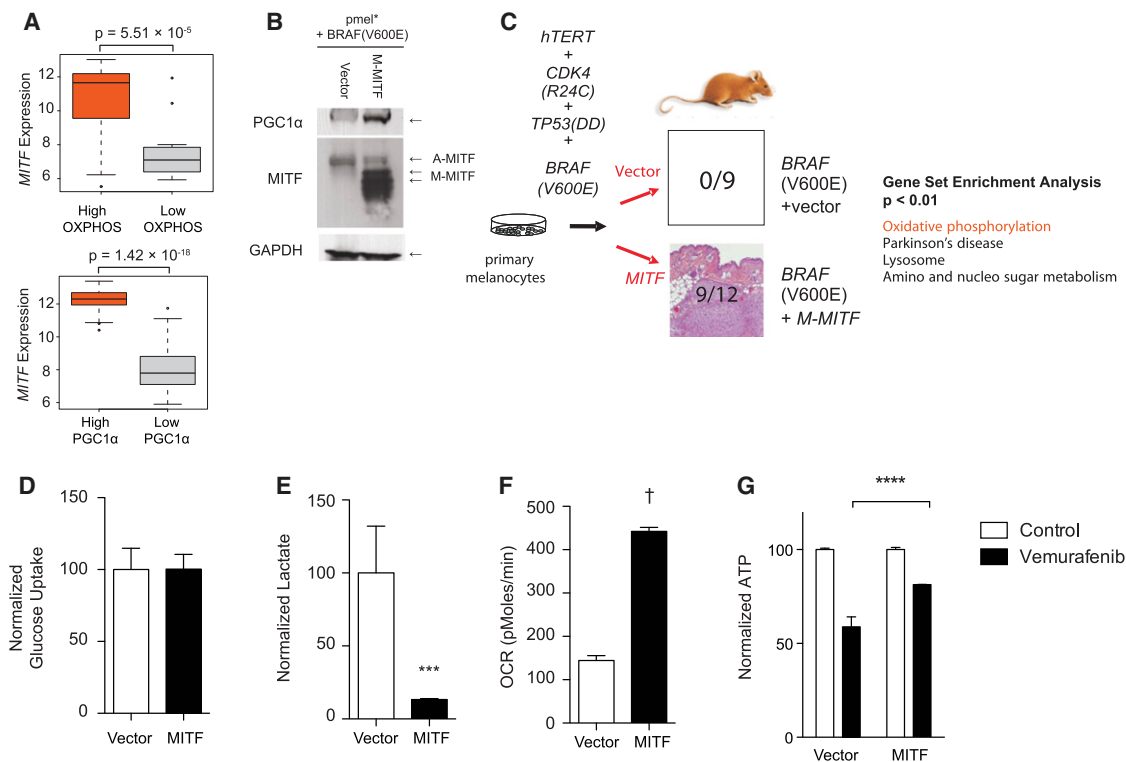 A
p = 5.51 × 10-5
MITF Expression
12
10
8
6
High
OXPHOS
Low
OXPHOS
p = 1.42 × 10-18
MITF Expression
12
10
8
6
High
PGC1α
Low
PGC1α
B
pmel*
+ BRAF(V600E)
Vector
M-MITF
PGC1α
←
MITF
← A-MITF
← M-MITF
←
GAPDH
←
C
hTERT
+
CDK4
(R24C)
+
TP53(DD)
+
BRAF
(V600E)
primary
melanocytes
Vector
MITF
0/9
9/12
BRAF
(V600E)
+vector
BRAF
(V600E)
+ M-MITF
Gene Set Enrichment Analysis
p < 0.01
Oxidative phosphorylation
Parkinson's disease
Lysosome
Amino and nucleo sugar metabolism
D
Normalized
Glucose Uptake
150
100
50
0
Vector
MITF
E
Normalized Lactate
150
100
50
0
***
Vector
MITF
F
OCR (pMoles/min)
500
400
300
200
100
0
†
Vector
MITF
G
Normalized ATP
100
50
0
****
Vector
MITF
Control
Vemurafenib